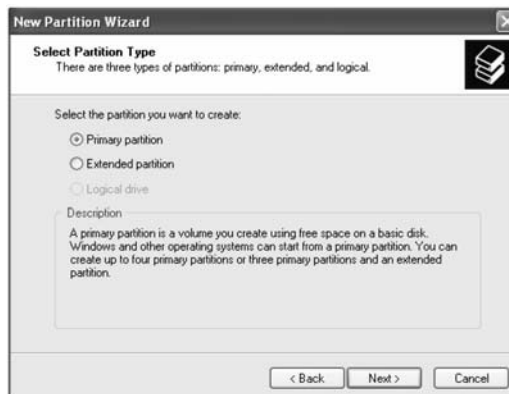 New Partition Wizard
Select Partition Type
There are three types of partitions: primary, extended, and logical.
Select the partition you want to create:
Primary partition
Extended partition
Logical drive
Description
A primary partition is a volume you create using free space on a basic disk.
Windows and other operating systems can start from a primary partition. You can
create up to four primary partitions or three primary partitions and an extended
partition.
< Back Next > Cancel